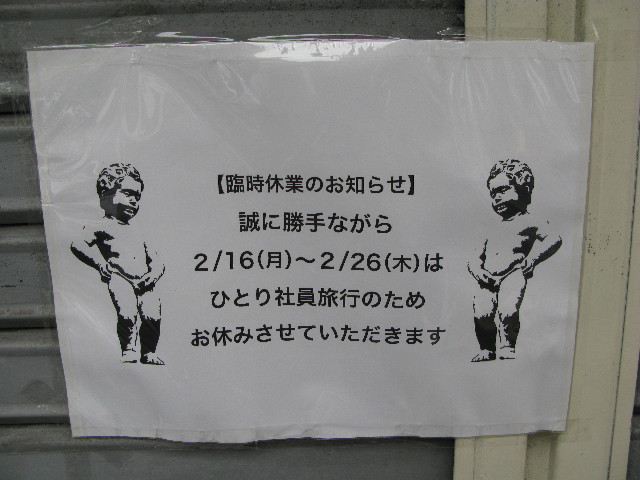 【臨時休業のお知らせ】
誠に勝手ながら
2/16(月)～2/26(木)は
ひとり社員旅行のため
お休みさせていただきます